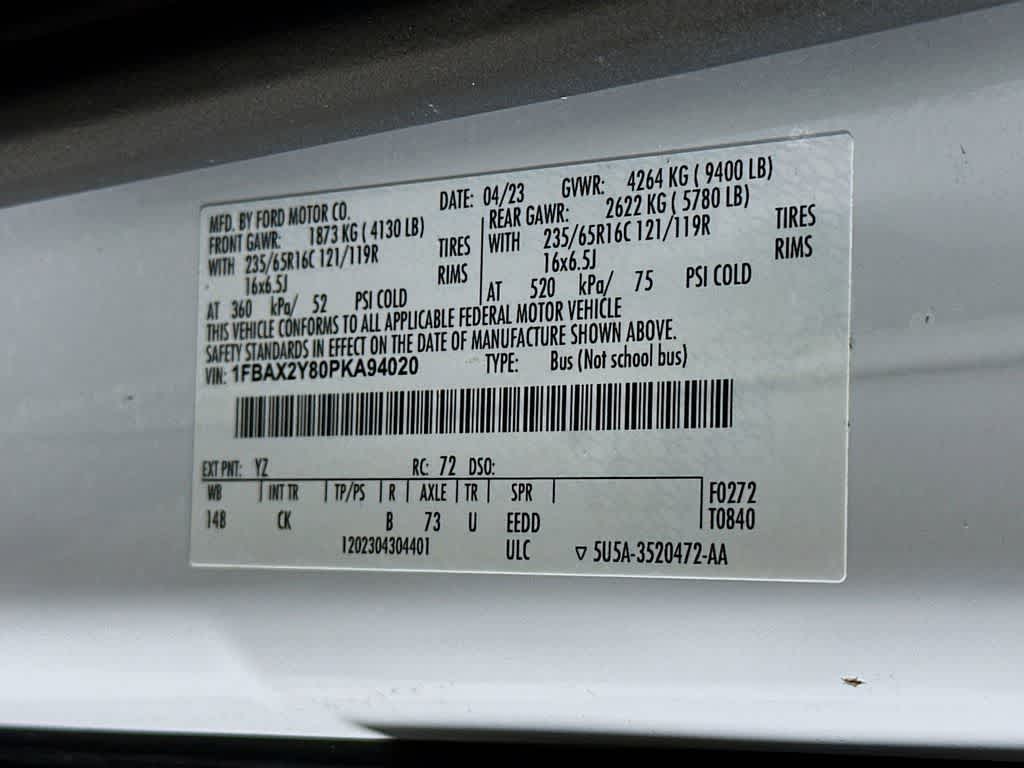 MFD. BY FORD MOTOR CO. DATE: 04/23 GVWR: 4264 KG ( 9400 LB)
FRONT GAWR: 1873 KG ( 4130 LB) REAR GAWR: 2622 KG ( 5780 LB)
WITH 235/65R16C 121/119R TIRES WITH 235/65R16C 121/119R TIRES
16x6.5J RIMS 16x6.5J RIMS
AT 360 kPa/ 52 PSI COLD AT 520 kPa/ 75 PSI COLD
THIS VEHICLE CONFORMS TO ALL APPLICABLE FEDERAL MOTOR VEHICLE
SAFETY STANDARDS IN EFFECT ON THE DATE OF MANUFACTURE SHOWN ABOVE.
VIN: 1FBAX2Y80PKA94020 TYPE: Bus (Not school bus)
EXT PNT: YZ RC: 72 DSO:
WB INT TR TP/PS R AXLE TR SPR F0272
148 CK B 73 U EEDD T0840
1202304304401 ULC ▽ 5U5A-3520472-AA